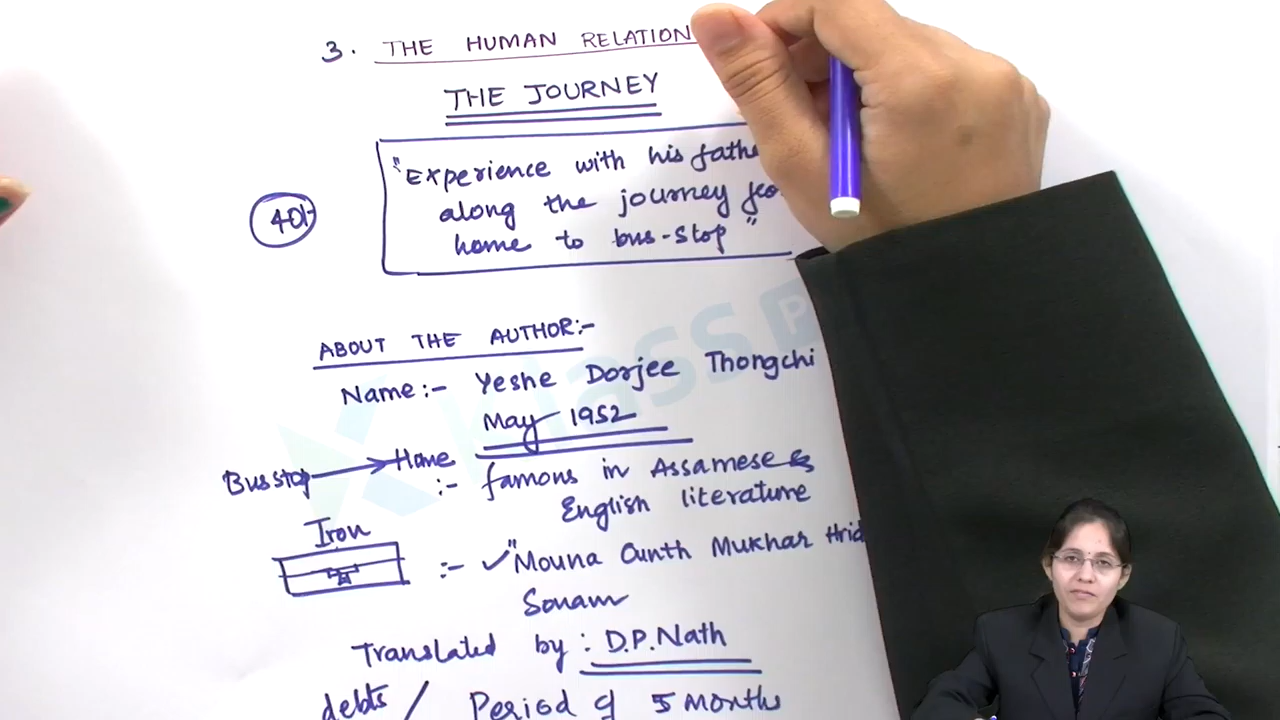 3. THE HUMAN RELATION
THE JOURNEY
"Experience with his fathe
along the journey
home to bus-stop"
40/-
ABOUT THE AUTHOR:-
Name:- Yeshe Dorjee Thongchi
May 1952
Bus stop → Home
:- famous in Assamese &
English literature
Iron
:- ✓ "Mouna Ounth Mukhar Hrid
Sonam
Translated by : D.P.Nath
debts / Period of 5 months